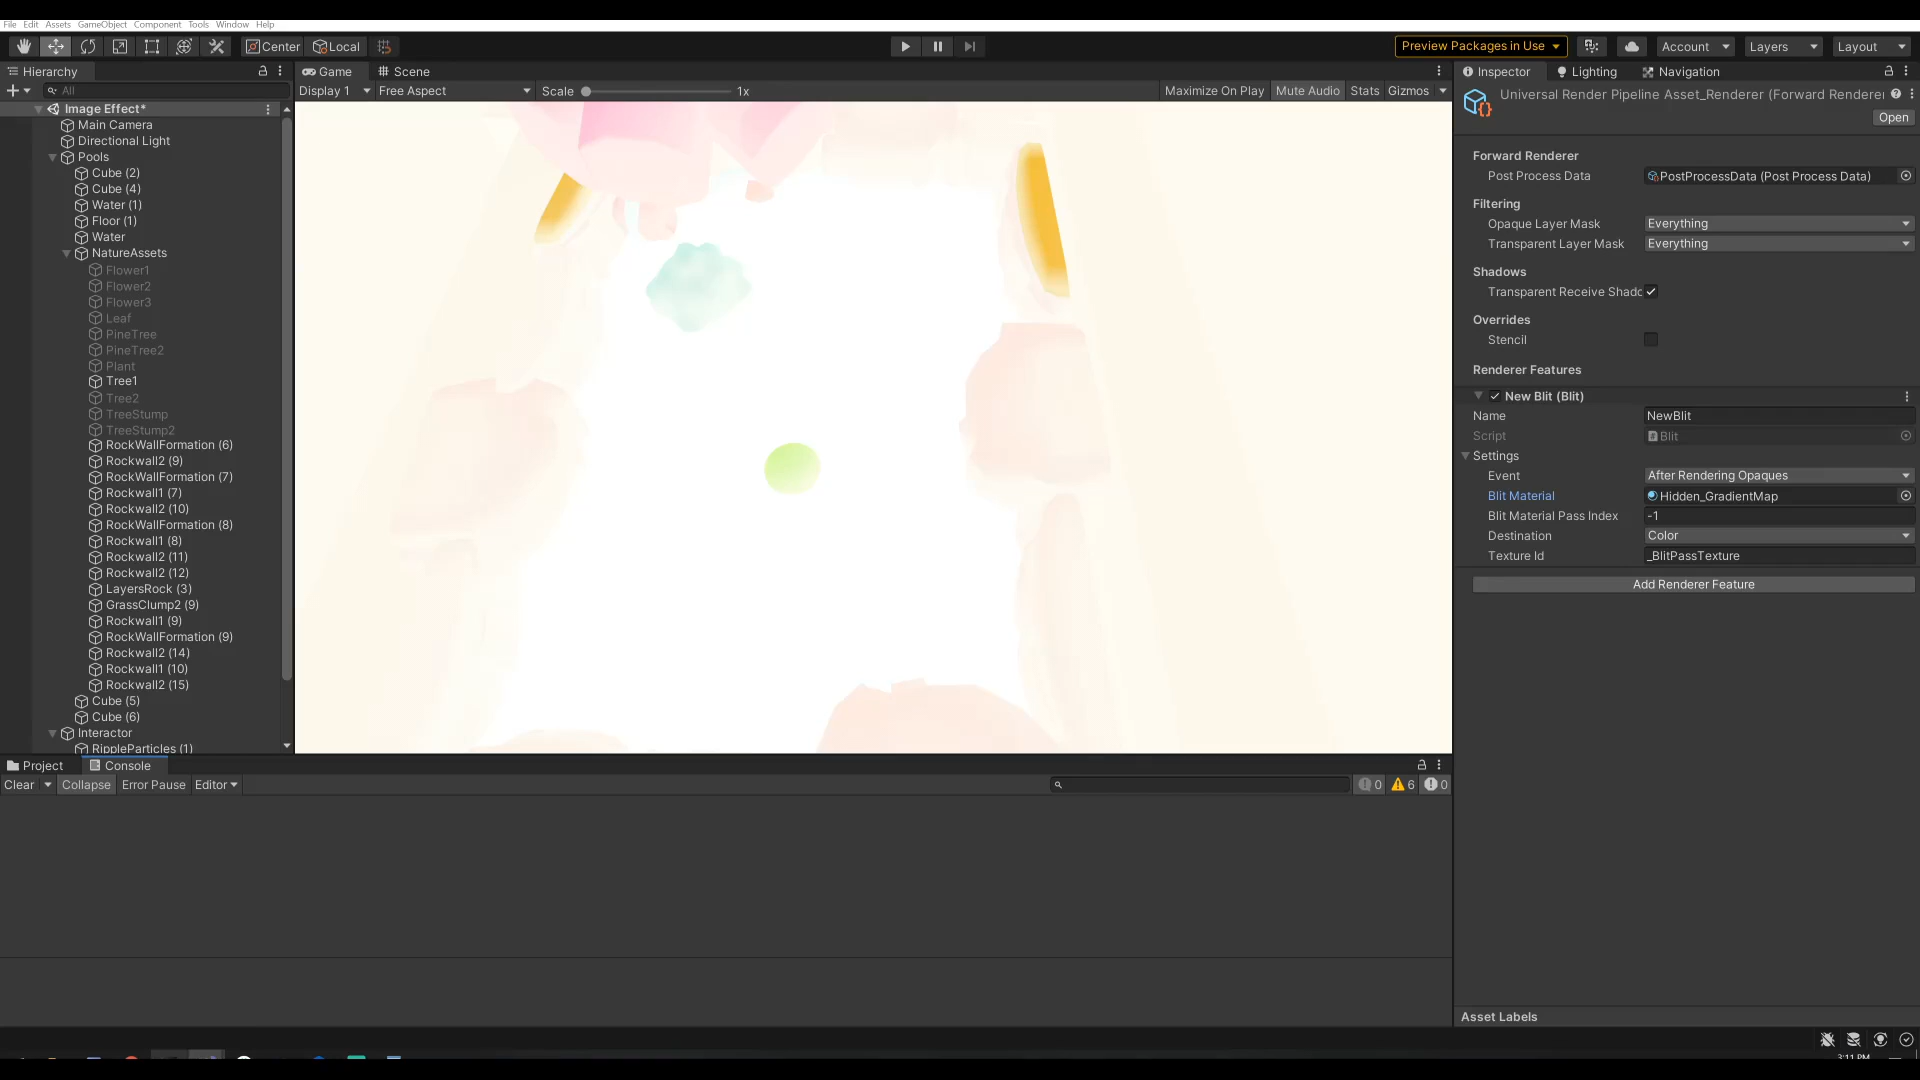 File Edit Assets GameObject Component Tools Window Help
Center Local
Preview Packages in Use
Account Layers Layout
Hierarchy
All
Image Effect*
Main Camera
Directional Light
Pools
Cube (2)
Cube (4)
Water (1)
Floor (1)
Water
NatureAssets
Flower1
Flower2
Flower3
Leaf
PineTree
PineTree2
Plant
Tree1
Tree2
TreeStump
TreeStump2
RockWallFormation (6)
Rockwall2 (9)
RockWallFormation (7)
Rockwall1 (7)
Rockwall2 (10)
RockWallFormation (8)
Rockwall1 (8)
Rockwall2 (11)
Rockwall2 (12)
LayersRock (3)
GrassClump2 (9)
Rockwall1 (9)
RockWallFormation (9)
Rockwall2 (14)
Rockwall1 (10)
Rockwall2 (15)
Cube (5)
Cube (6)
Interactor
RippleParticles (1)
Game Scene
Display 1 Free Aspect Scale 1x Maximize On Play Mute Audio Stats Gizmos
Inspector Lighting Navigation
Universal Render Pipeline Asset_Renderer (Forward Renderer
Open
Forward Renderer
Post Process Data PostProcessData (Post Process Data)
Filtering
Opaque Layer Mask Everything
Transparent Layer Mask Everything
Shadows
Transparent Receive Shadc
Overrides
Stencil
Renderer Features
New Blit (Blit)
Name NewBlit
Script Blit
Settings
Event After Rendering Opaques
Blit Material Hidden_GradientMap
Blit Material Pass Index -1
Destination Color
Texture Id _BlitPassTexture
Add Renderer Feature
Asset Labels
Project Console
Clear Collapse Error Pause Editor 0 6 0
3:11 PM